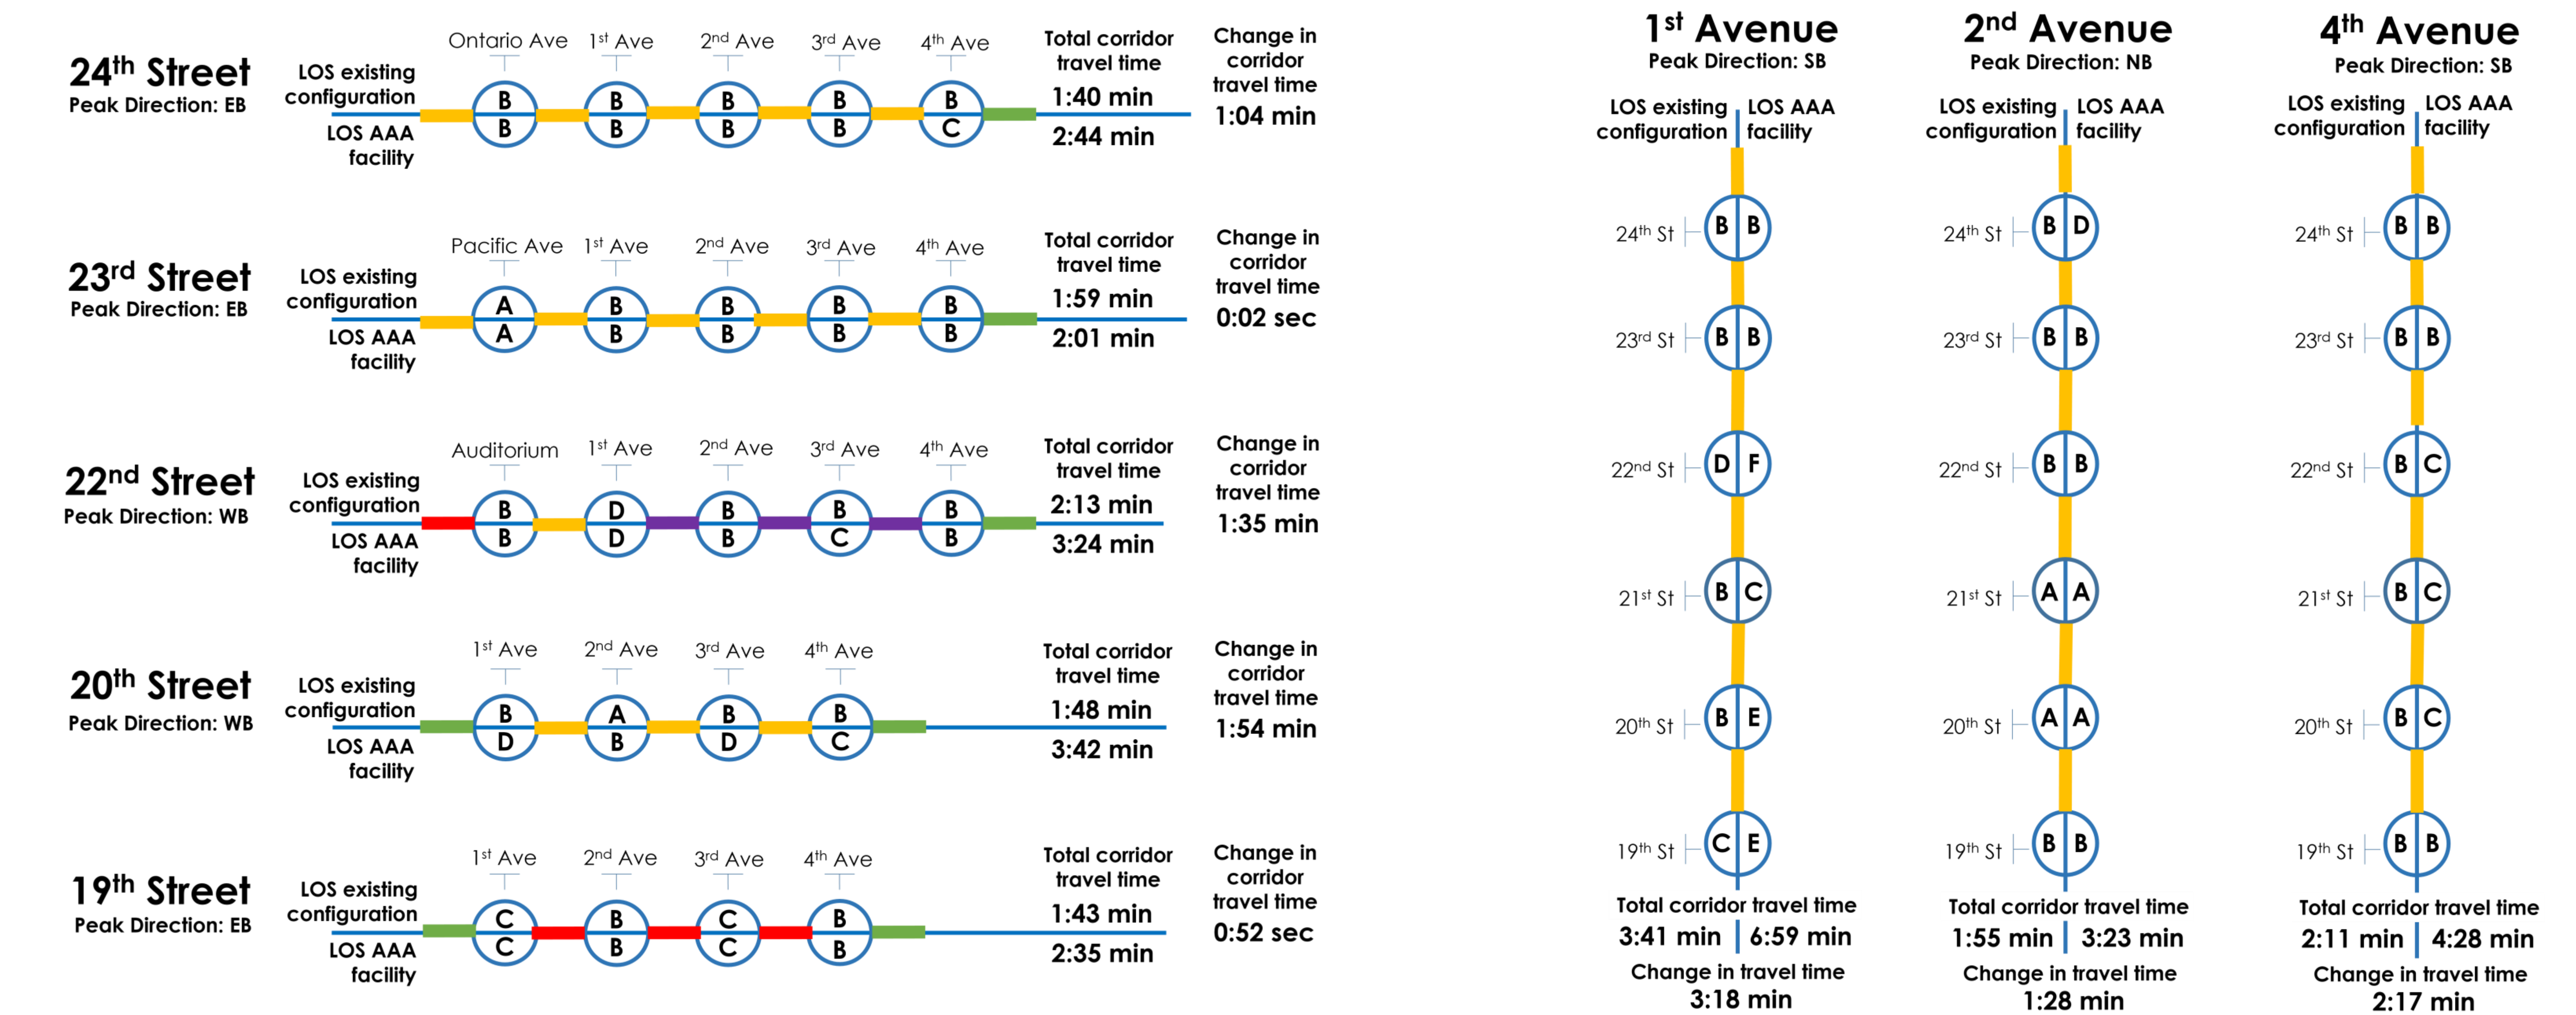 24th Street
Peak Direction: EB
LOS existing
configuration
LOS AAA
facility
Ontario Ave
1st Ave
2nd Ave
3rd Ave
4th Ave
B
B
B
B
B
B
B
B
B
C
Total corridor
travel time
1:40 min
2:44 min
Change in
corridor
travel time
1:04 min
23rd Street
Peak Direction: EB
LOS existing
configuration
LOS AAA
facility
Pacific Ave
1st Ave
2nd Ave
3rd Ave
4th Ave
A
A
B
B
B
B
B
B
B
B
Total corridor
travel time
1:59 min
2:01 min
Change in
corridor
travel time
0:02 sec
22nd Street
Peak Direction: WB
LOS existing
configuration
LOS AAA
facility
Auditorium
1st Ave
2nd Ave
3rd Ave
4th Ave
B
B
D
D
B
B
B
C
B
B
Total corridor
travel time
2:13 min
3:24 min
Change in
corridor
travel time
1:35 min
20th Street
Peak Direction: WB
LOS existing
configuration
LOS AAA
facility
1st Ave
2nd Ave
3rd Ave
4th Ave
B
D
A
B
B
D
B
C
Total corridor
travel time
1:48 min
3:42 min
Change in
corridor
travel time
1:54 min
19th Street
Peak Direction: EB
LOS existing
configuration
LOS AAA
facility
1st Ave
2nd Ave
3rd Ave
4th Ave
C
C
B
B
C
C
B
B
Total corridor
travel time
1:43 min
2:35 min
Change in
corridor
travel time
0:52 sec
1st Avenue
Peak Direction: SB
LOS existing
configuration
LOS AAA
facility
24th St B B
23rd St B B
22nd St D F
21st St B C
20th St B E
19th St C E
Total corridor travel time
3:41 min 6:59 min
Change in travel time
3:18 min
2nd Avenue
Peak Direction: NB
LOS existing
configuration
LOS AAA
facility
24th St B D
23rd St B B
22nd St B B
21st St A A
20th St A A
19th St B B
Total corridor travel time
1:55 min 3:23 min
Change in travel time
1:28 min
4th Avenue
Peak Direction: SB
LOS existing
configuration
LOS AAA
facility
24th St B B
23rd St B B
22nd St B C
21st St B C
20th St B C
19th St B B
Total corridor travel time
2:11 min 4:28 min
Change in travel time
2:17 min